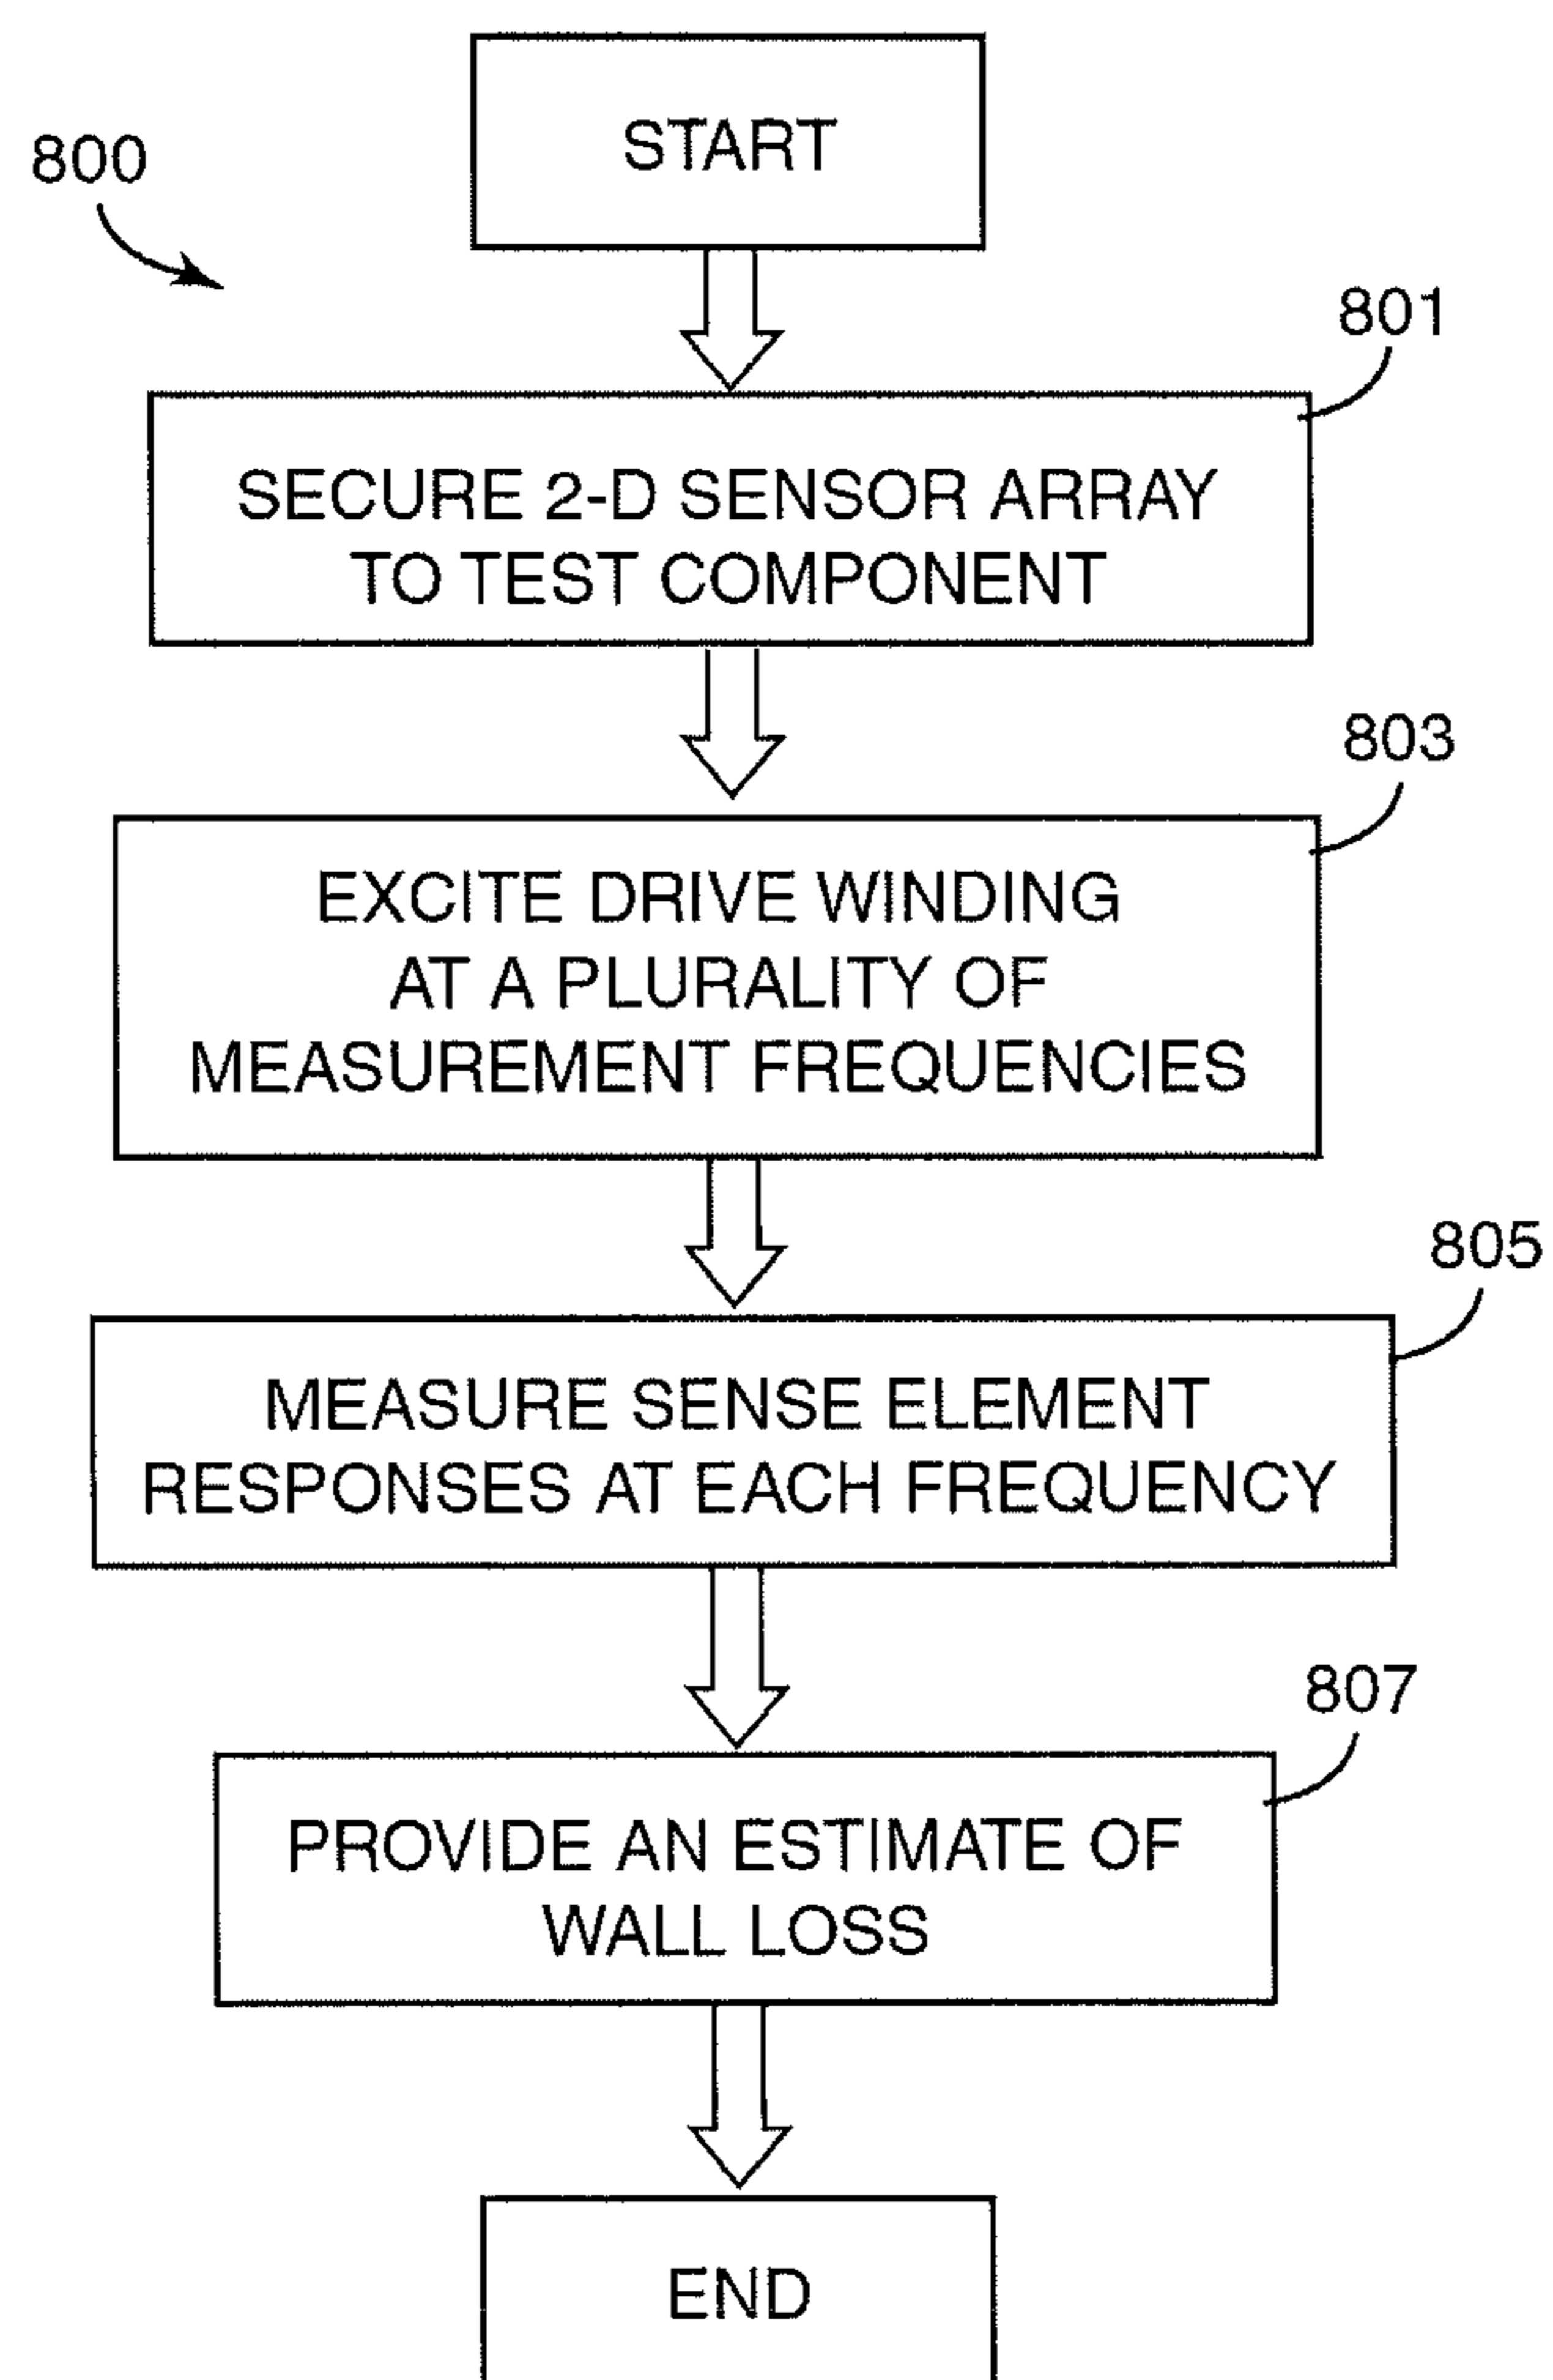 START
800
801
SECURE 2-D SENSOR ARRAY
TO TEST COMPONENT
803
EXCITE DRIVE WINDING
AT A PLURALITY OF
MEASUREMENT FREQUENCIES
805
MEASURE SENSE ELEMENT
RESPONSES AT EACH FREQUENCY
807
PROVIDE AN ESTIMATE OF
WALL LOSS
END